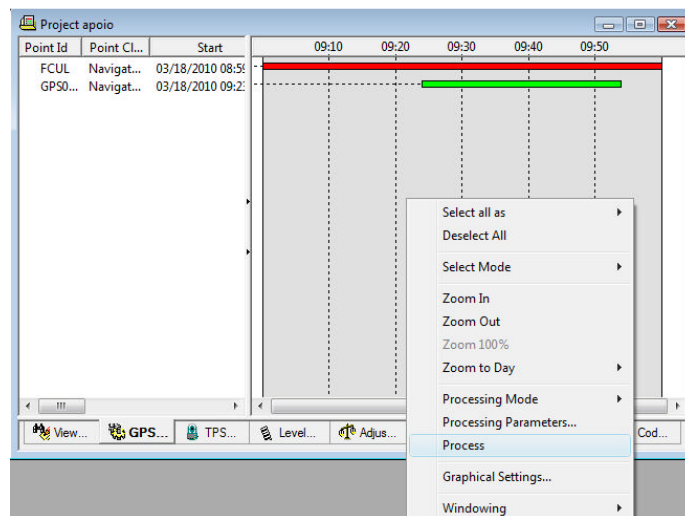 Project apoio
Point Id Point Cl... Start 09:10 09:20 09:30 09:40 09:50
FCUL Navigat... 03/18/2010 08:59
GPS0... Navigat... 03/18/2010 09:23
Select all as
Deselect All
Select Mode
Zoom In
Zoom Out
Zoom 100%
Zoom to Day
Processing Mode
Processing Parameters...
View... GPS... TPS... Level... Adjus... Cod...
Process
Graphical Settings...
Windowing